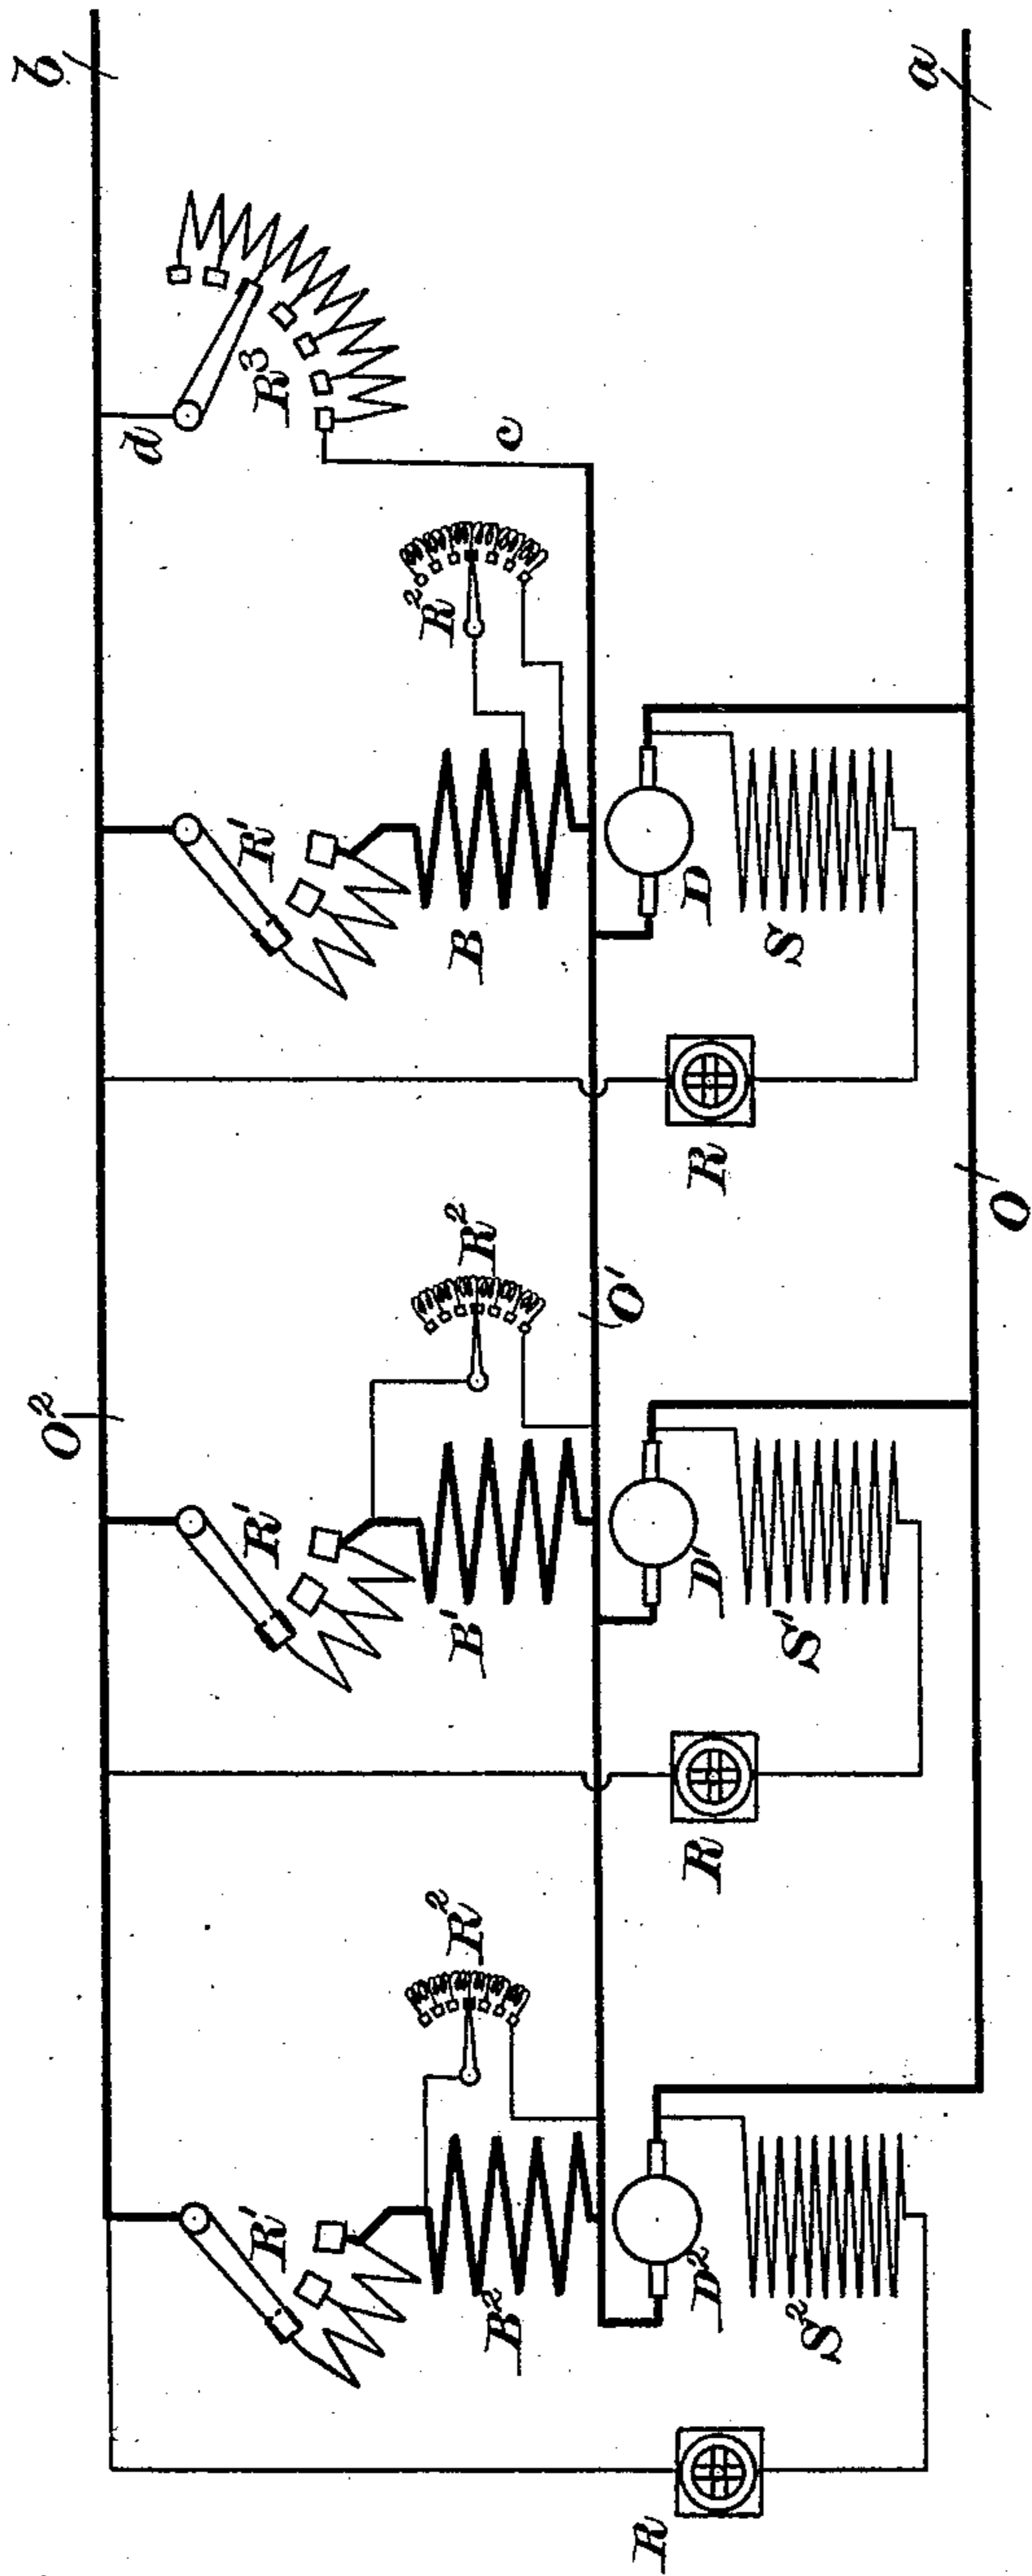 b
a
d
R³
c
R²
R'
B
D
S
R
R²
O'
O
O²
R'
B'
D'
S'
R
R²
R'
B²
D²
S²
R